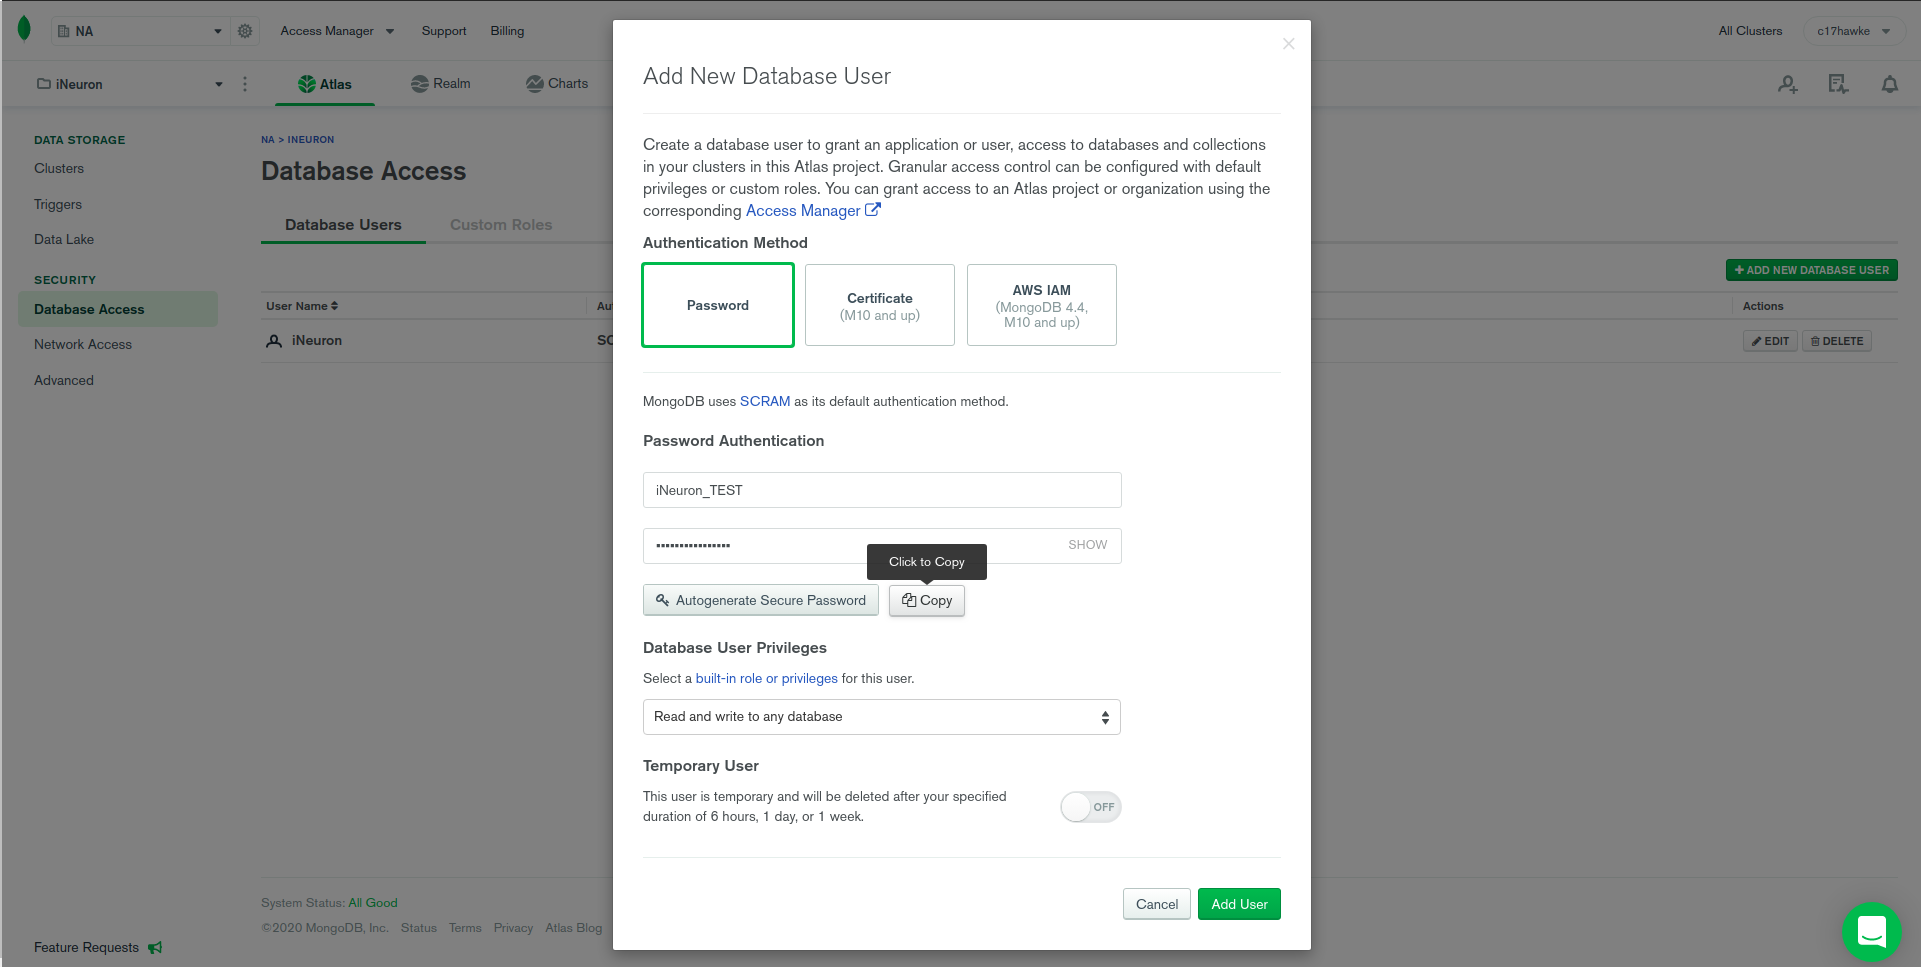 NA
Access Manager
Support
Billing
All Clusters
c17hawke
iNeuron
Atlas
Realm
Charts
DATA STORAGE
Clusters
Triggers
Data Lake
SECURITY
Database Access
Network Access
Advanced
Feature Requests
NA > INEURON
Database Access
Database Users
Custom Roles
+ ADD NEW DATABASE USER
User Name
Au
Actions
iNeuron
SC
EDIT
DELETE
System Status: All Good
©2020 MongoDB, Inc. Status Terms Privacy Atlas Blog
Add New Database User
Create a database user to grant an application or user, access to databases and collections
in your clusters in this Atlas project. Granular access control can be configured with default
privileges or custom roles. You can grant access to an Atlas project or organization using the
corresponding Access Manager
Authentication Method
Password
Certificate
(M10 and up)
AWS IAM
(MongoDB 4.4,
M10 and up)
MongoDB uses SCRAM as its default authentication method.
Password Authentication
iNeuron_TEST
SHOW
Click to Copy
Autogenerate Secure Password
Copy
Database User Privileges
Select a built-in role or privileges for this user.
Read and write to any database
Temporary User
This user is temporary and will be deleted after your specified
duration of 6 hours, 1 day, or 1 week.
OFF
Cancel
Add User